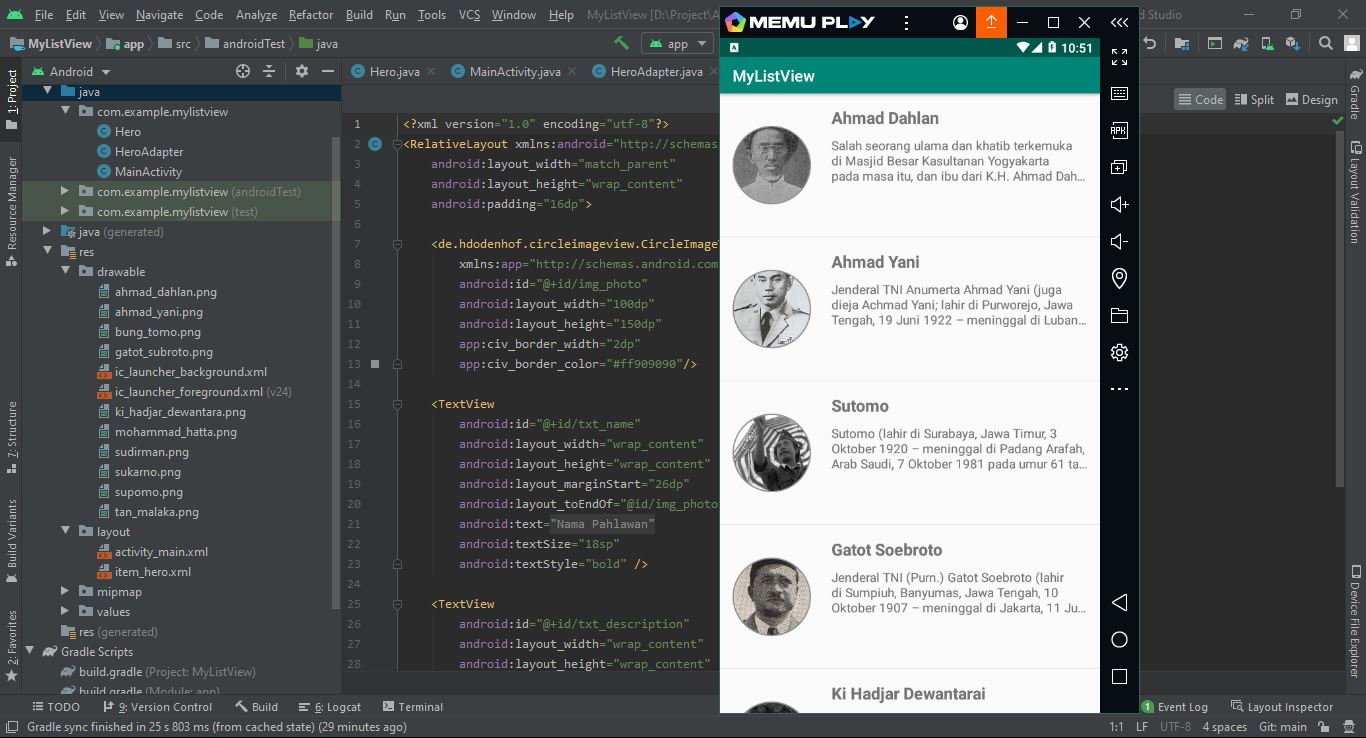 File Edit View Navigate Code Analyze Refactor Build Run Tools VCS Window Help MyListView [D:\Project\A
d Studio
MyListView app src androidTest java
app
Android
Hero.java MainActivity.java HeroAdapter.java
Code Split Design
1: Project
Resource Manager
Z: Structure
Build Variants
2: Favorites
java
com.example.mylistview
Hero
HeroAdapter
MainActivity
com.example.mylistview (androidTest)
com.example.mylistview (test)
java (generated)
res
drawable
ahmad_dahlan.png
ahmad_yani.png
bung_tomo.png
gatot_subroto.png
ic_launcher_background.xml
ic_launcher_foreground.xml (v24)
ki_hadjar_dewantara.png
mohammad_hatta.png
sudirman.png
sukarno.png
supomo.png
tan_malaka.png
layout
activity_main.xml
item_hero.xml
mipmap
values
res (generated)
Gradle Scripts
build.gradle (Project: MyListView)
build.gradle (Module: app)
1 <?xml version="1.0" encoding="utf-8"?>
2 <RelativeLayout xmlns:android="http://schemas
3 android:layout_width="match_parent"
4 android:layout_height="wrap_content"
5 android:padding="16dp">
6
7 <de.hdodenhof.circleimageview.CircleImageV
8 xmlns:app="http://schemas.android.com
9 android:id="@+id/img_photo"
10 android:layout_width="100dp"
11 android:layout_height="150dp"
12 app:civ_border_width="2dp"
13 app:civ_border_color="#ff909090"/>
14
15 <TextView
16 android:id="@+id/txt_name"
17 android:layout_width="wrap_content"
18 android:layout_height="wrap_content"
19 android:layout_marginStart="26dp"
20 android:layout_toEndOf="@id/img_photo
21 android:text="Nama Pahlawan"
22 android:textSize="18sp"
23 android:textStyle="bold" />
24
25 <TextView
26 android:id="@+id/txt_description"
27 android:layout_width="wrap_content"
28 android:layout_height="wrap_content"
MEMU PLAY
A
10:51
MyListView
Ahmad Dahlan
Salah seorang ulama dan khatib terkemuka
di Masjid Besar Kasultanan Yogyakarta
pada masa itu, dan ibu dari K.H. Ahmad Dah...
Ahmad Yani
Jenderal TNI Anumerta Ahmad Yani (juga
dieja Achmad Yani; lahir di Purworejo, Jawa
Tengah, 19 Juni 1922 – meninggal di Luban...
Sutomo
Sutomo (lahir di Surabaya, Jawa Timur, 3
Oktober 1920 – meninggal di Padang Arafah,
Arab Saudi, 7 Oktober 1981 pada umur 61 ta...
Gatot Soebroto
Jenderal TNI (Purn.) Gatot Soebroto (lahir
di Sumpiuh, Banyumas, Jawa Tengah, 10
Oktober 1907 – meninggal di Jakarta, 11 Ju...
Ki Hadjar Dewantarai
APK
Gradle
Layout Validation
Device File Explorer
TODO 9: Version Control Build 6: Logcat Terminal
1 Event Log Layout Inspector
Gradle sync finished in 25 s 803 ms (from cached state) (29 minutes ago)
1:1 LF UTF-8 4 spaces Git: main